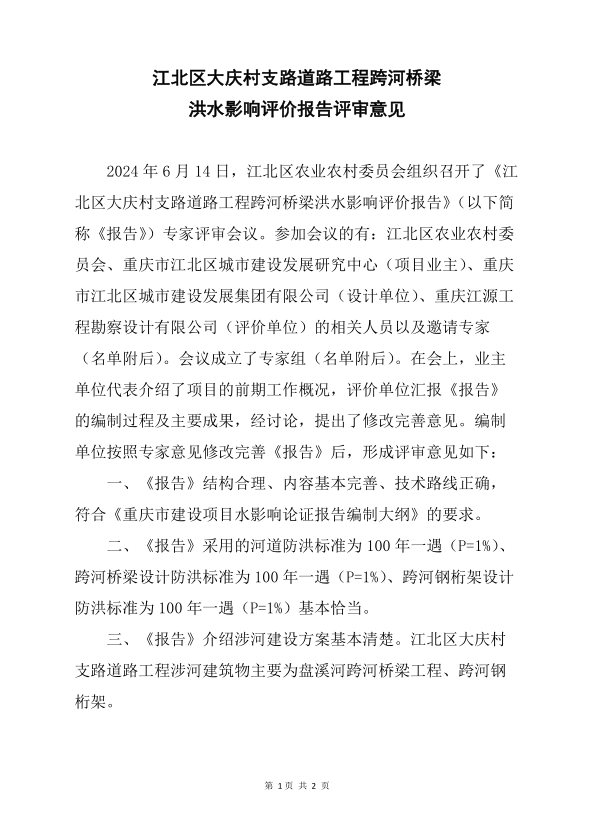 江北区大庆村支路道路工程跨河桥梁
洪水影响评价报告评审意见
2024 年 6 月 14 日，江北区农业农村委员会组织召开了《江
北区大庆村支路道路工程跨河桥梁洪水影响评价报告》（以下简
称《报告》）专家评审会议。参加会议的有：江北区农业农村委
员会、重庆市江北区城市建设发展研究中心（项目业主）、重庆
市江北区城市建设发展集团有限公司（设计单位）、重庆江源工
程勘察设计有限公司（评价单位）的相关人员以及邀请专家
（名单附后）。会议成立了专家组（名单附后）。在会上，业主
单位代表介绍了项目的前期工作概况，评价单位汇报《报告》
的编制过程及主要成果，经讨论，提出了修改完善意见。编制
单位按照专家意见修改完善《报告》后，形成评审意见如下：
一、《报告》结构合理、内容基本完善、技术路线正确，
符合《重庆市建设项目水影响论证报告编制大纲》的要求。
二、《报告》采用的河道防洪标准为 100 年一遇（P=1%）、
跨河桥梁设计防洪标准为 100 年一遇（P=1%）、跨河钢桁架设计
防洪标准为 100 年一遇（P=1%）基本恰当。
三、《报告》介绍涉河建设方案基本清楚。江北区大庆村
支路道路工程涉河建筑物主要为盘溪河跨河桥梁工程、跨河钢
桁架。
第 1 页 共 2 页